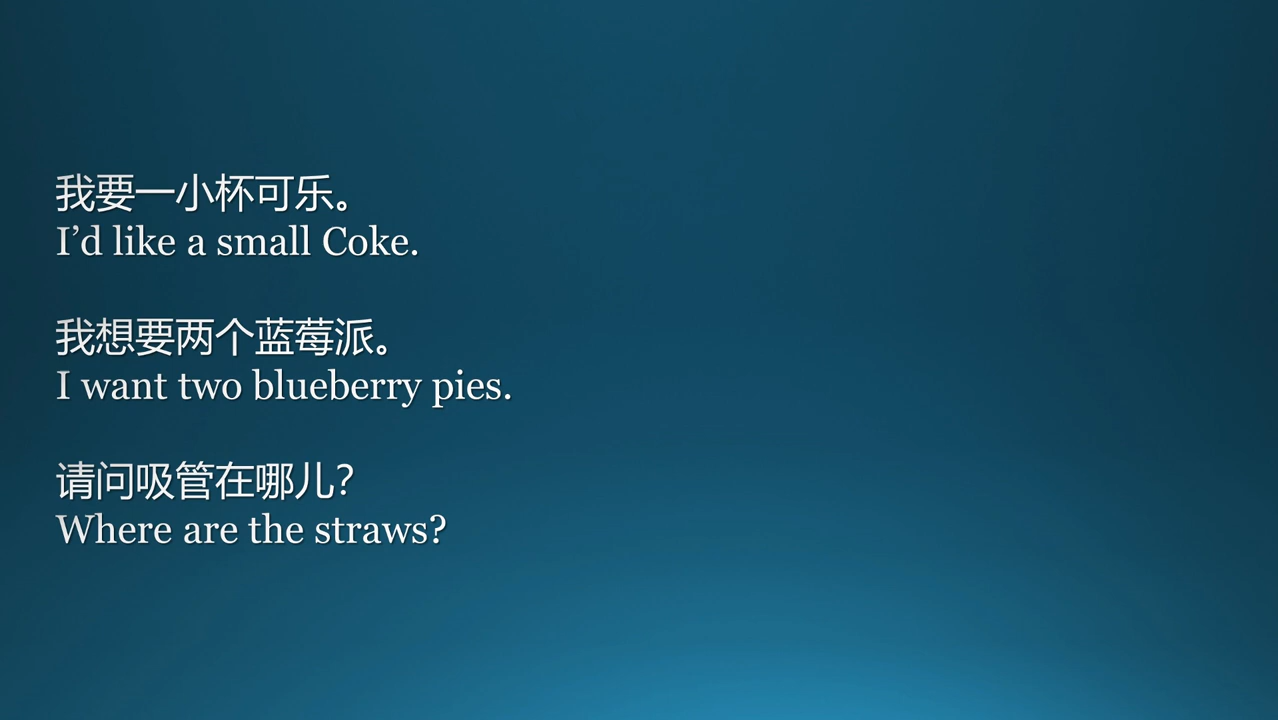 我要一小杯可乐。
I’d like a small Coke.
我想要两个蓝莓派。
I want two blueberry pies.
请问吸管在哪儿？
Where are the straws?